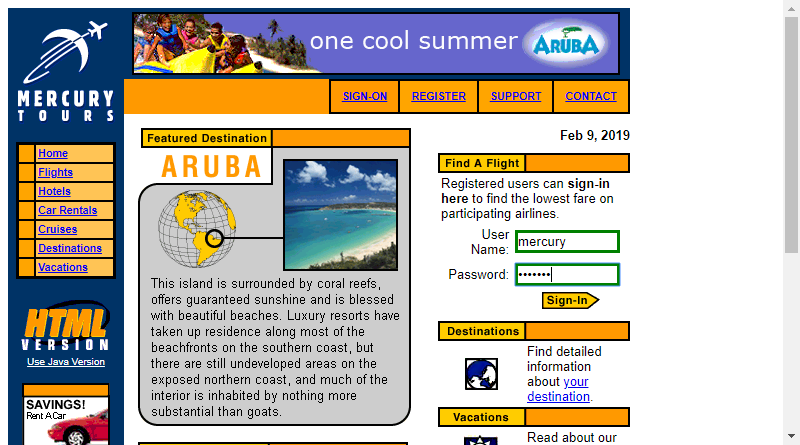 one cool summer ARUBA
MERCURY
TOURS
SIGN-ON REGISTER SUPPORT CONTACT
Home
Flights
Hotels
Car Rentals
Cruises
Destinations
Vacations
HTML
VERSION
Use Java Version
SAVINGS!
Rent A Car
Featured Destination
ARUBA
This island is surrounded by coral reefs,
offers guaranteed sunshine and is blessed
with beautiful beaches. Luxury resorts have
taken up residence along most of the
beachfronts on the southern coast, but
there are still undeveloped areas on the
exposed northern coast, and much of the
interior is inhabited by nothing more
substantial than goats.
Feb 9, 2019
Find A Flight
Registered users can sign-in
here to find the lowest fare on
participating airlines.
User
Name: mercury
Password: •••••••
Sign-In
Destinations
Find detailed
information
about your
destination.
Vacations
Read about our